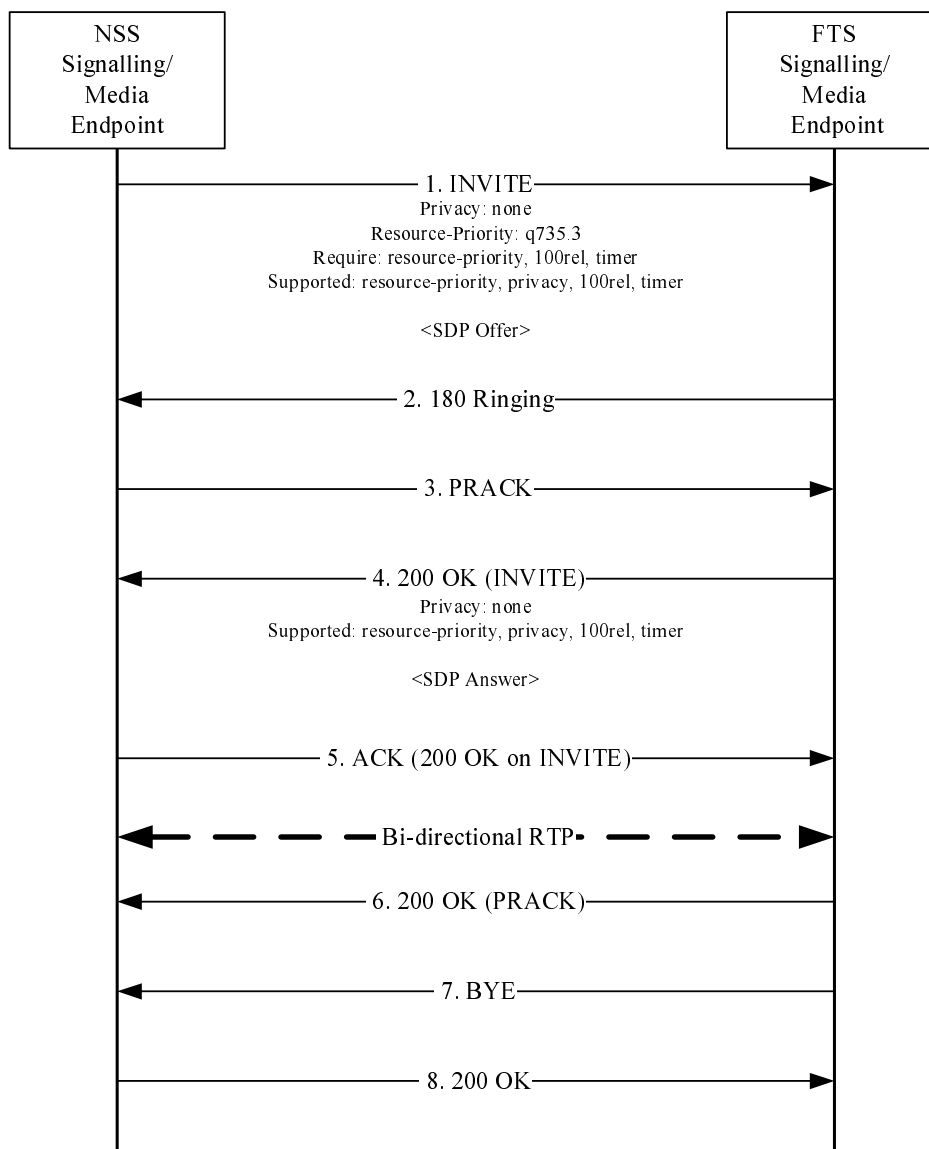 NSS
Signalling/
Media
Endpoint
FTS
Signalling/
Media
Endpoint
1. INVITE
Privacy: none
Resource-Priority: q735.3
Require: resource-priority, 100rel, timer
Supported: resource-priority, privacy, 100rel, timer
<SDP Offer>
2. 180 Ringing
3. PRACK
4. 200 OK (INVITE)
Privacy: none
Supported: resource-priority, privacy, 100rel, timer
<SDP Answer>
5. ACK (200 OK on INVITE)
Bi-directional RTP
6. 200 OK (PRACK)
7. BYE
8. 200 OK